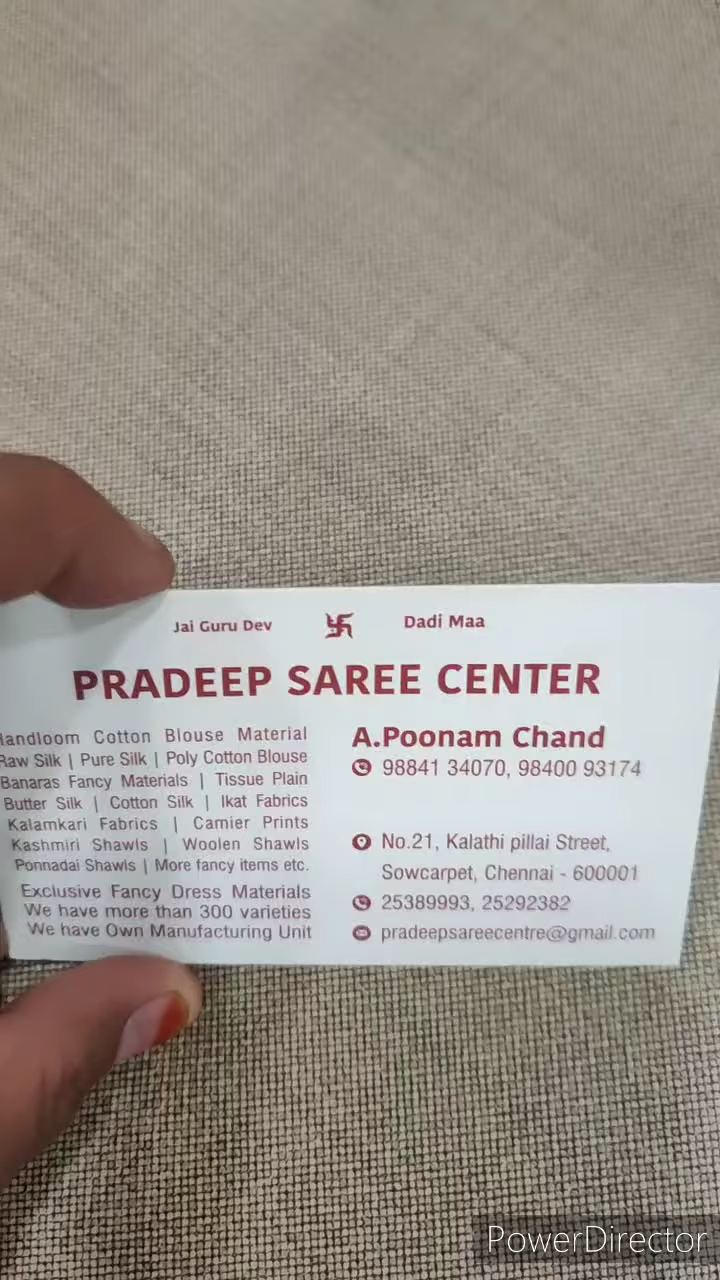 Jai Guru Dev 卐 Dadi Maa
PRADEEP SAREE CENTER
Handloom Cotton Blouse Material
Raw Silk | Pure Silk | Poly Cotton Blouse
Banaras Fancy Materials | Tissue Plain
Butter Silk | Cotton Silk | Ikat Fabrics
Kalamkari Fabrics | Camier Prints
Kashmiri Shawls | Woolen Shawls
Ponnadai Shawls | More fancy items etc.
Exclusive Fancy Dress Materials
We have more than 300 varieties
We have Own Manufacturing Unit
A.Poonam Chand
98841 34070, 98400 93174
No.21, Kalathi pillai Street,
Sowcarpet, Chennai - 600001
25389993, 25292382
pradeepsareecentre@gmail.com
PowerDirector